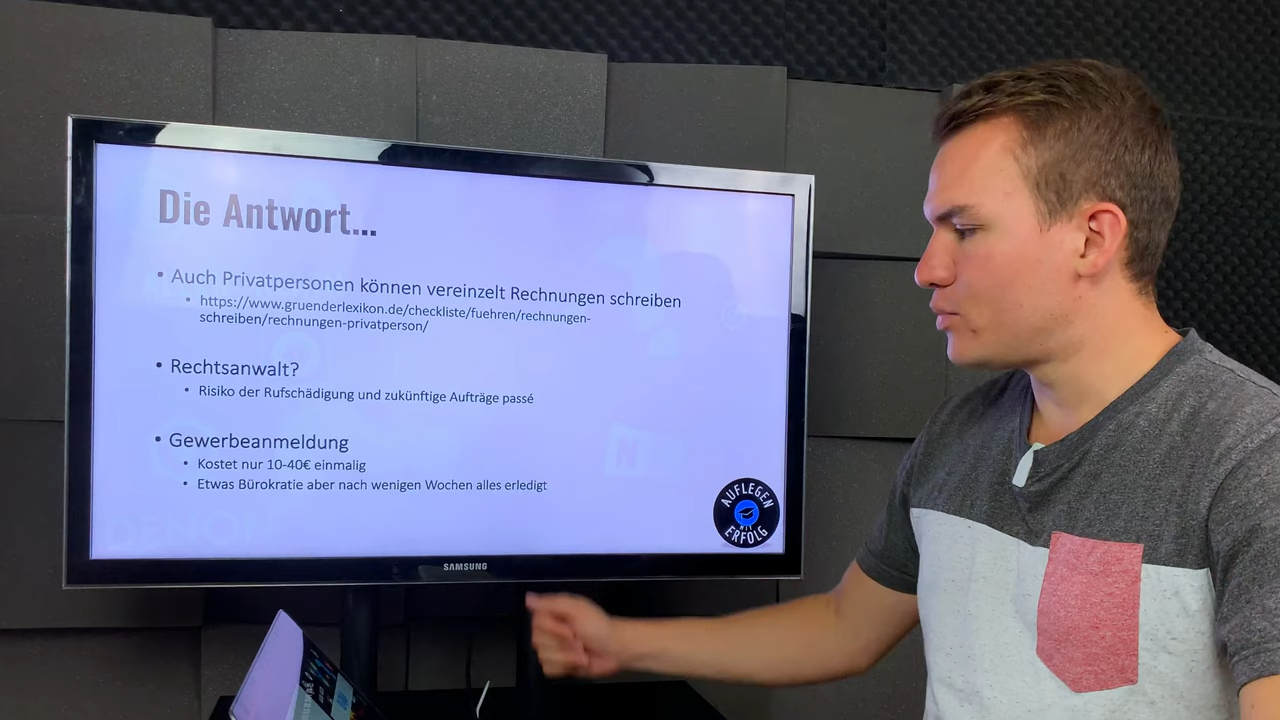 Die Antwort...
• Auch Privatpersonen können vereinzelt Rechnungen schreiben
• https://www.gruenderlexikon.de/checkliste/fuehren/rechnungen-
schreiben/rechnungen-privatperson/
• Rechtsanwalt?
• Risiko der Rufschädigung und zukünftige Aufträge passé
• Gewerbeanmeldung
• Kostet nur 10-40€ einmalig
• Etwas Bürokratie aber nach wenigen Wochen alles erledigt
AUFLEGEN
MIT
ERFOLG
SAMSUNG